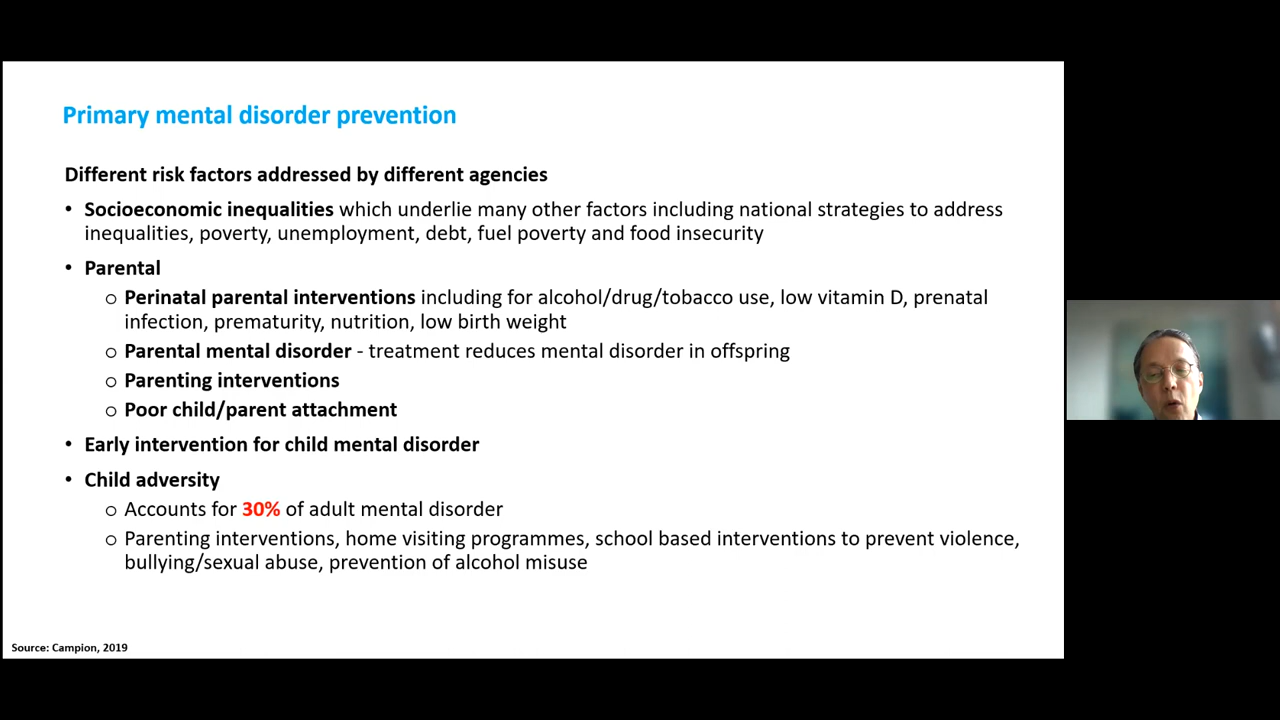 Primary mental disorder prevention
Different risk factors addressed by different agencies
• Socioeconomic inequalities which underlie many other factors including national strategies to address
inequalities, poverty, unemployment, debt, fuel poverty and food insecurity
• Parental
o Perinatal parental interventions including for alcohol/drug/tobacco use, low vitamin D, prenatal
infection, prematurity, nutrition, low birth weight
o Parental mental disorder - treatment reduces mental disorder in offspring
o Parenting interventions
o Poor child/parent attachment
• Early intervention for child mental disorder
• Child adversity
o Accounts for 30% of adult mental disorder
o Parenting interventions, home visiting programmes, school based interventions to prevent violence,
bullying/sexual abuse, prevention of alcohol misuse
Source: Campion, 2019